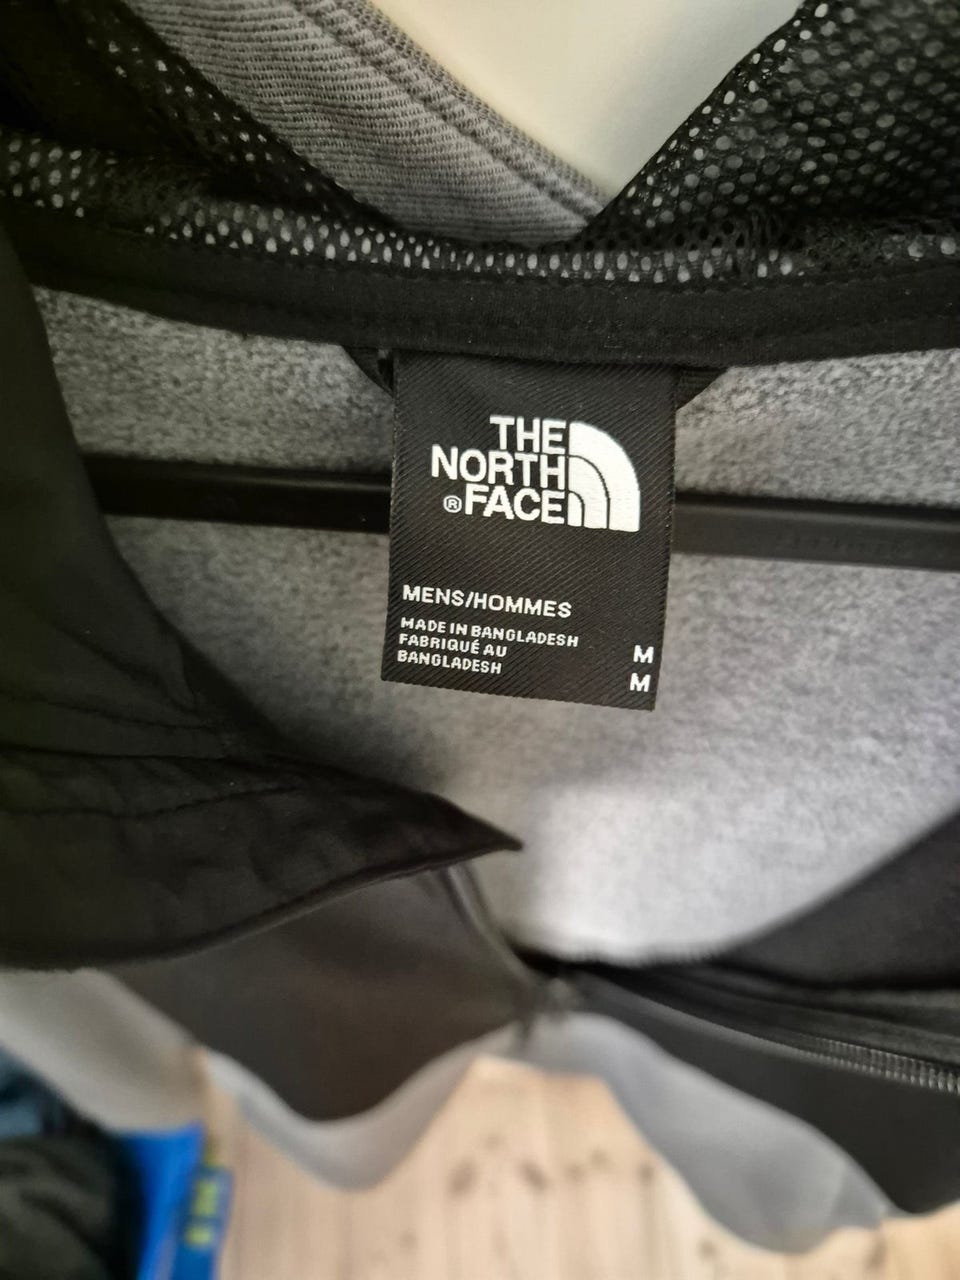 THE
NORTH
® FACE
MENS/HOMMES
MADE IN BANGLADESH
FABRIQUÉ AU
BANGLADESH
M
M